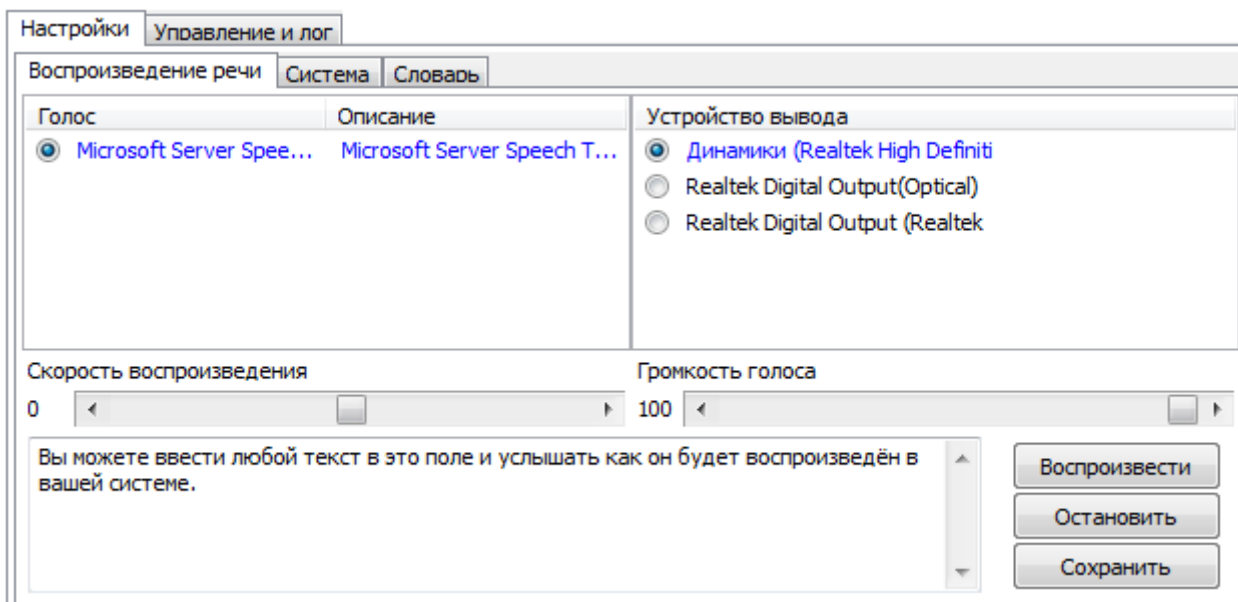 Настройки Управление и лог
Воспроизведение речи Система Словарь
Голос Описание Устройство вывода
Microsoft Server Spee... Microsoft Server Speech T... Динамики (Realtek High Definiti
Realtek Digital Output(Optical)
Realtek Digital Output (Realtek
Скорость воспроизведения Громкость голоса
0 100
Вы можете ввести любой текст в это поле и услышать как он будет воспроизведён в
вашей системе.
Воспроизвести
Остановить
Сохранить